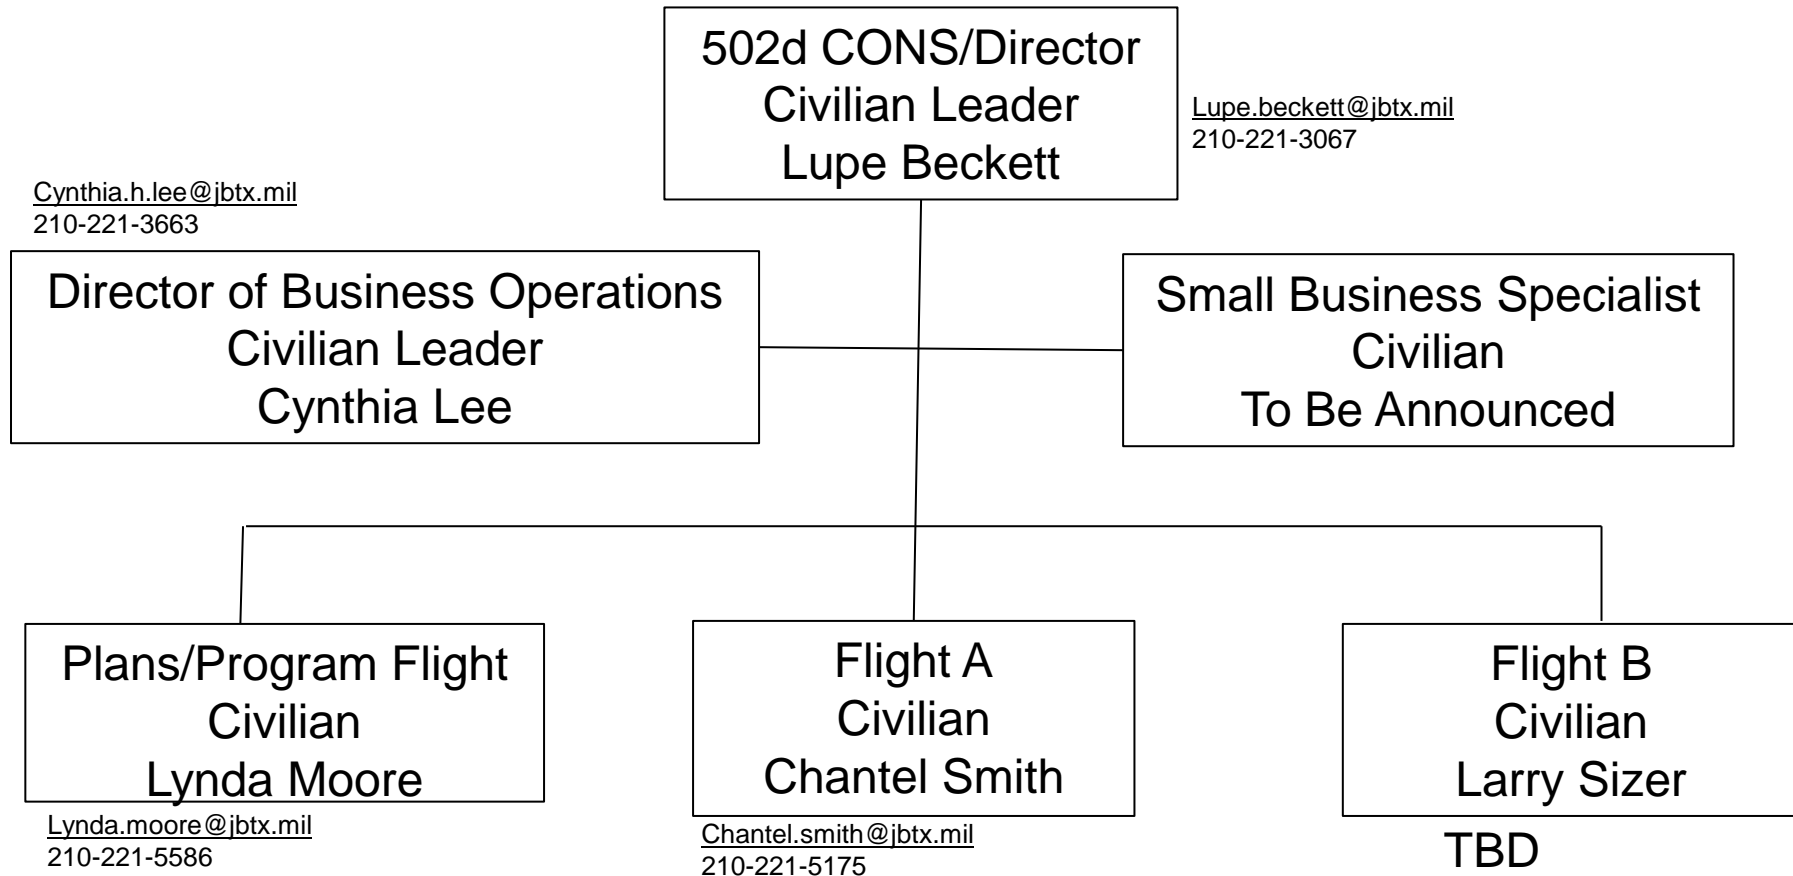 502d CONS/Director
Civilian Leader
Lupe Beckett
Lupe.beckett@jbtx.mil
210-221-3067
Cynthia.h.lee@jbtx.mil
210-221-3663
Director of Business Operations
Civilian Leader
Cynthia Lee
Small Business Specialist
Civilian
To Be Announced
Plans/Program Flight
Civilian
Lynda Moore
Lynda.moore@jbtx.mil
210-221-5586
Flight A
Civilian
Chantel Smith
Chantel.smith@jbtx.mil
210-221-5175
Flight B
Civilian
Larry Sizer
TBD